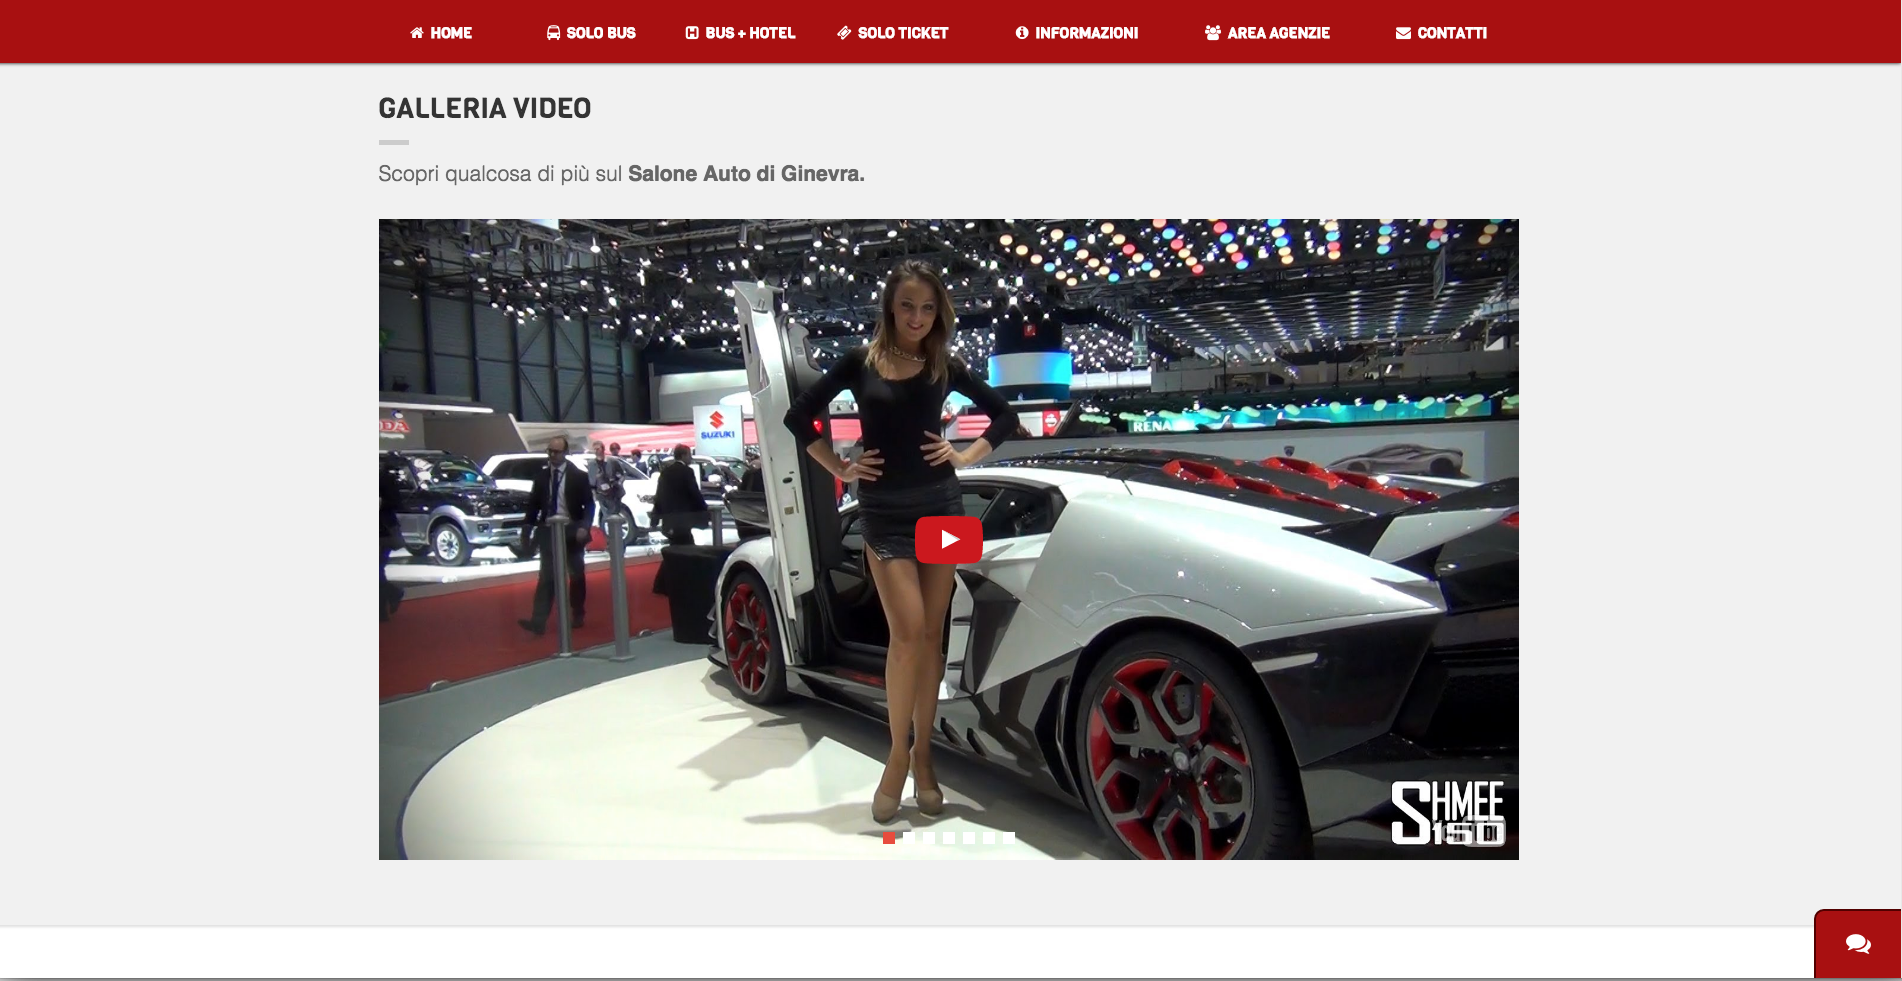 HOME
SOLO BUS
BUS + HOTEL
SOLO TICKET
INFORMAZIONI
AREA AGENZIE
CONTATTI
GALLERIA VIDEO
Scopri qualcosa di più sul Salone Auto di Ginevra.
SUZUKI
RENA
SHMEE
150